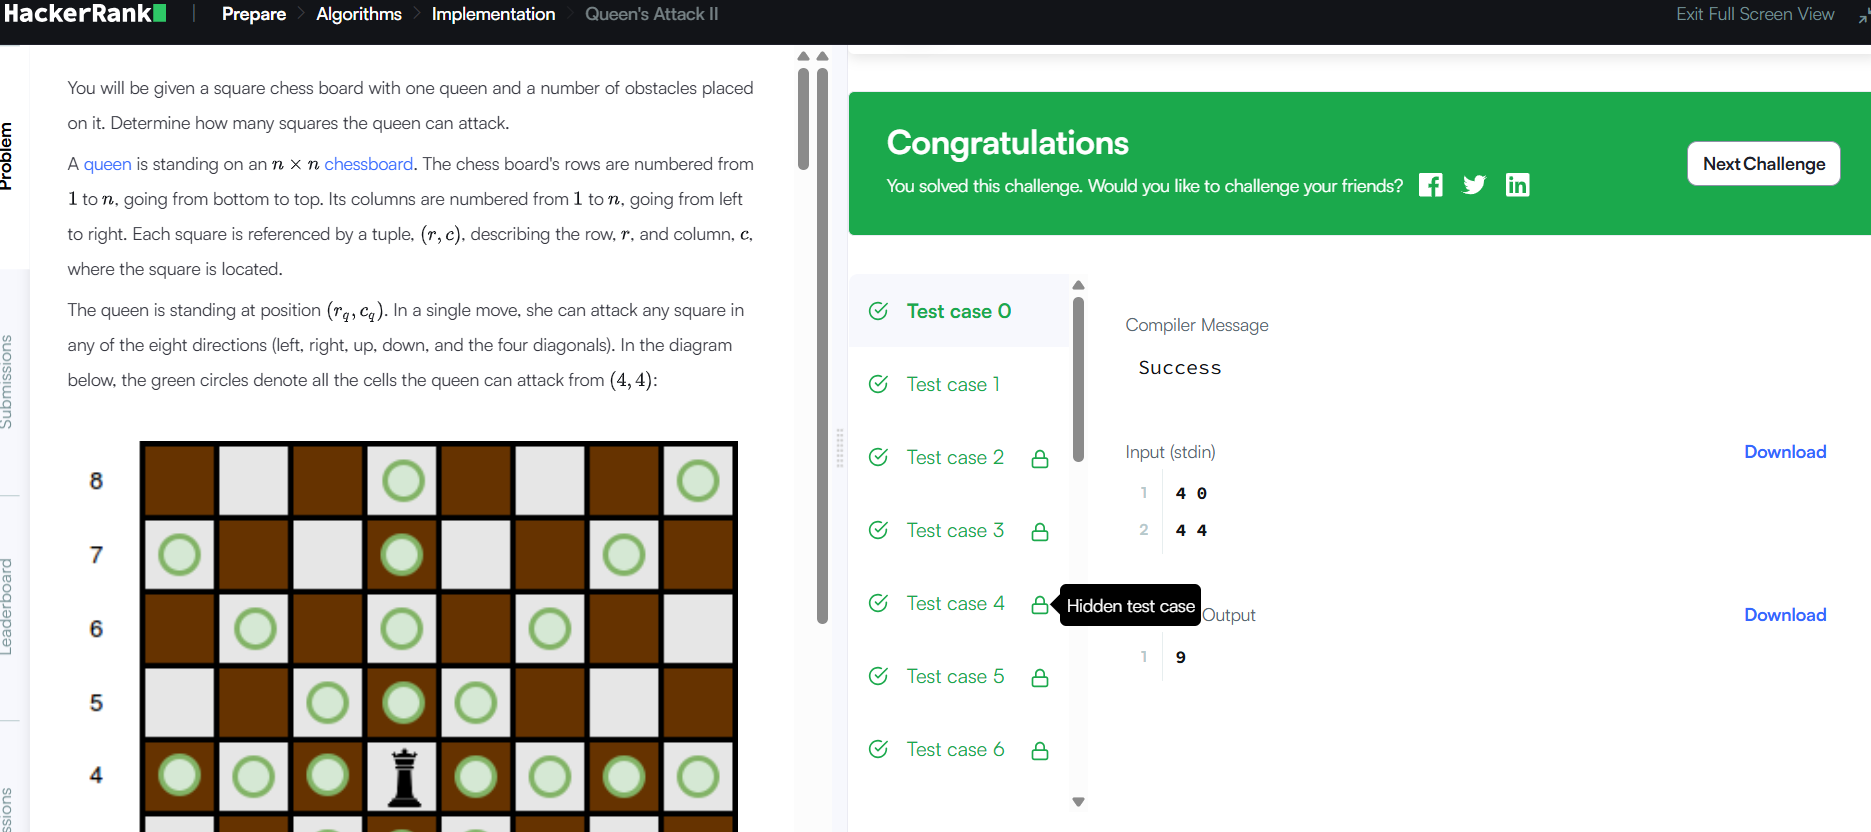 HackerRank
Prepare
Algorithms
Implementation
Queen's Attack II
Exit Full Screen View
Problem
Submissions
Leaderboard
You will be given a square chess board with one queen and a number of obstacles placed
on it. Determine how many squares the queen can attack.
A queen is standing on an n × n chessboard. The chess board's rows are numbered from
1 to n, going from bottom to top. Its columns are numbered from 1 to n, going from left
to right. Each square is referenced by a tuple, (r, c), describing the row, r, and column, c,
where the square is located.
The queen is standing at position (r_q, c_q). In a single move, she can attack any square in
any of the eight directions (left, right, up, down, and the four diagonals). In the diagram
below, the green circles denote all the cells the queen can attack from (4, 4):
8
7
6
5
4
Congratulations
You solved this challenge. Would you like to challenge your friends?
Next Challenge
Test case 0
Test case 1
Test case 2
Test case 3
Test case 4
Test case 5
Test case 6
Hidden test case
Compiler Message
Success
Input (stdin)
Download
1 4 0
2 4 4
Output
Download
1 9